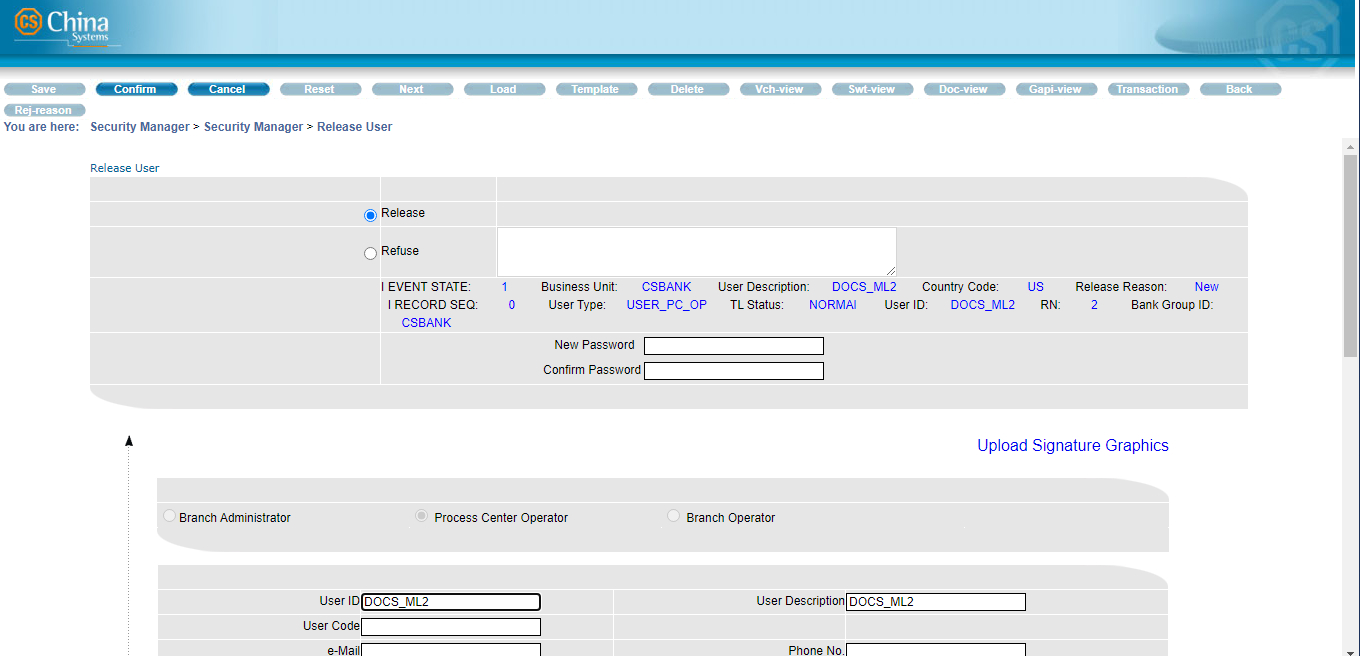 CS China
Systems
CS
Save Confirm Cancel Reset Next Load Template Delete Vch-view Swt-view Doc-view Gapi-view Transaction Back
Rej-reason
You are here: Security Manager > Security Manager > Release User
Release User
Release
Refuse
I EVENT STATE: 1 Business Unit: CSBANK User Description: DOCS_ML2 Country Code: US Release Reason: New
I RECORD SEQ: 0 User Type: USER_PC_OP TL Status: NORMAl User ID: DOCS_ML2 RN: 2 Bank Group ID:
CSBANK
New Password
Confirm Password
Upload Signature Graphics
Branch Administrator Process Center Operator Branch Operator
User ID DOCS_ML2 User Description DOCS_ML2
User Code
e-Mail Phone No.